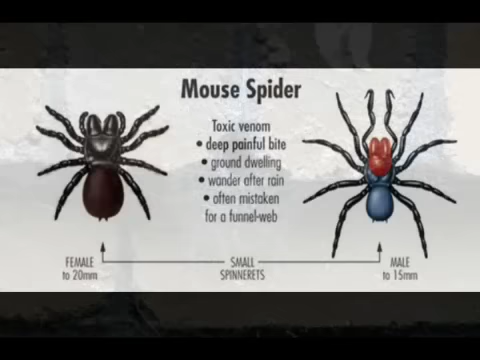 Mouse Spider
Toxic venom
• deep painful bite
• ground dwelling
• wander after rain
• often mistaken
for a funnel-web
FEMALE
to 20mm
SMALL
SPINNERETS
MALE
to 15mm